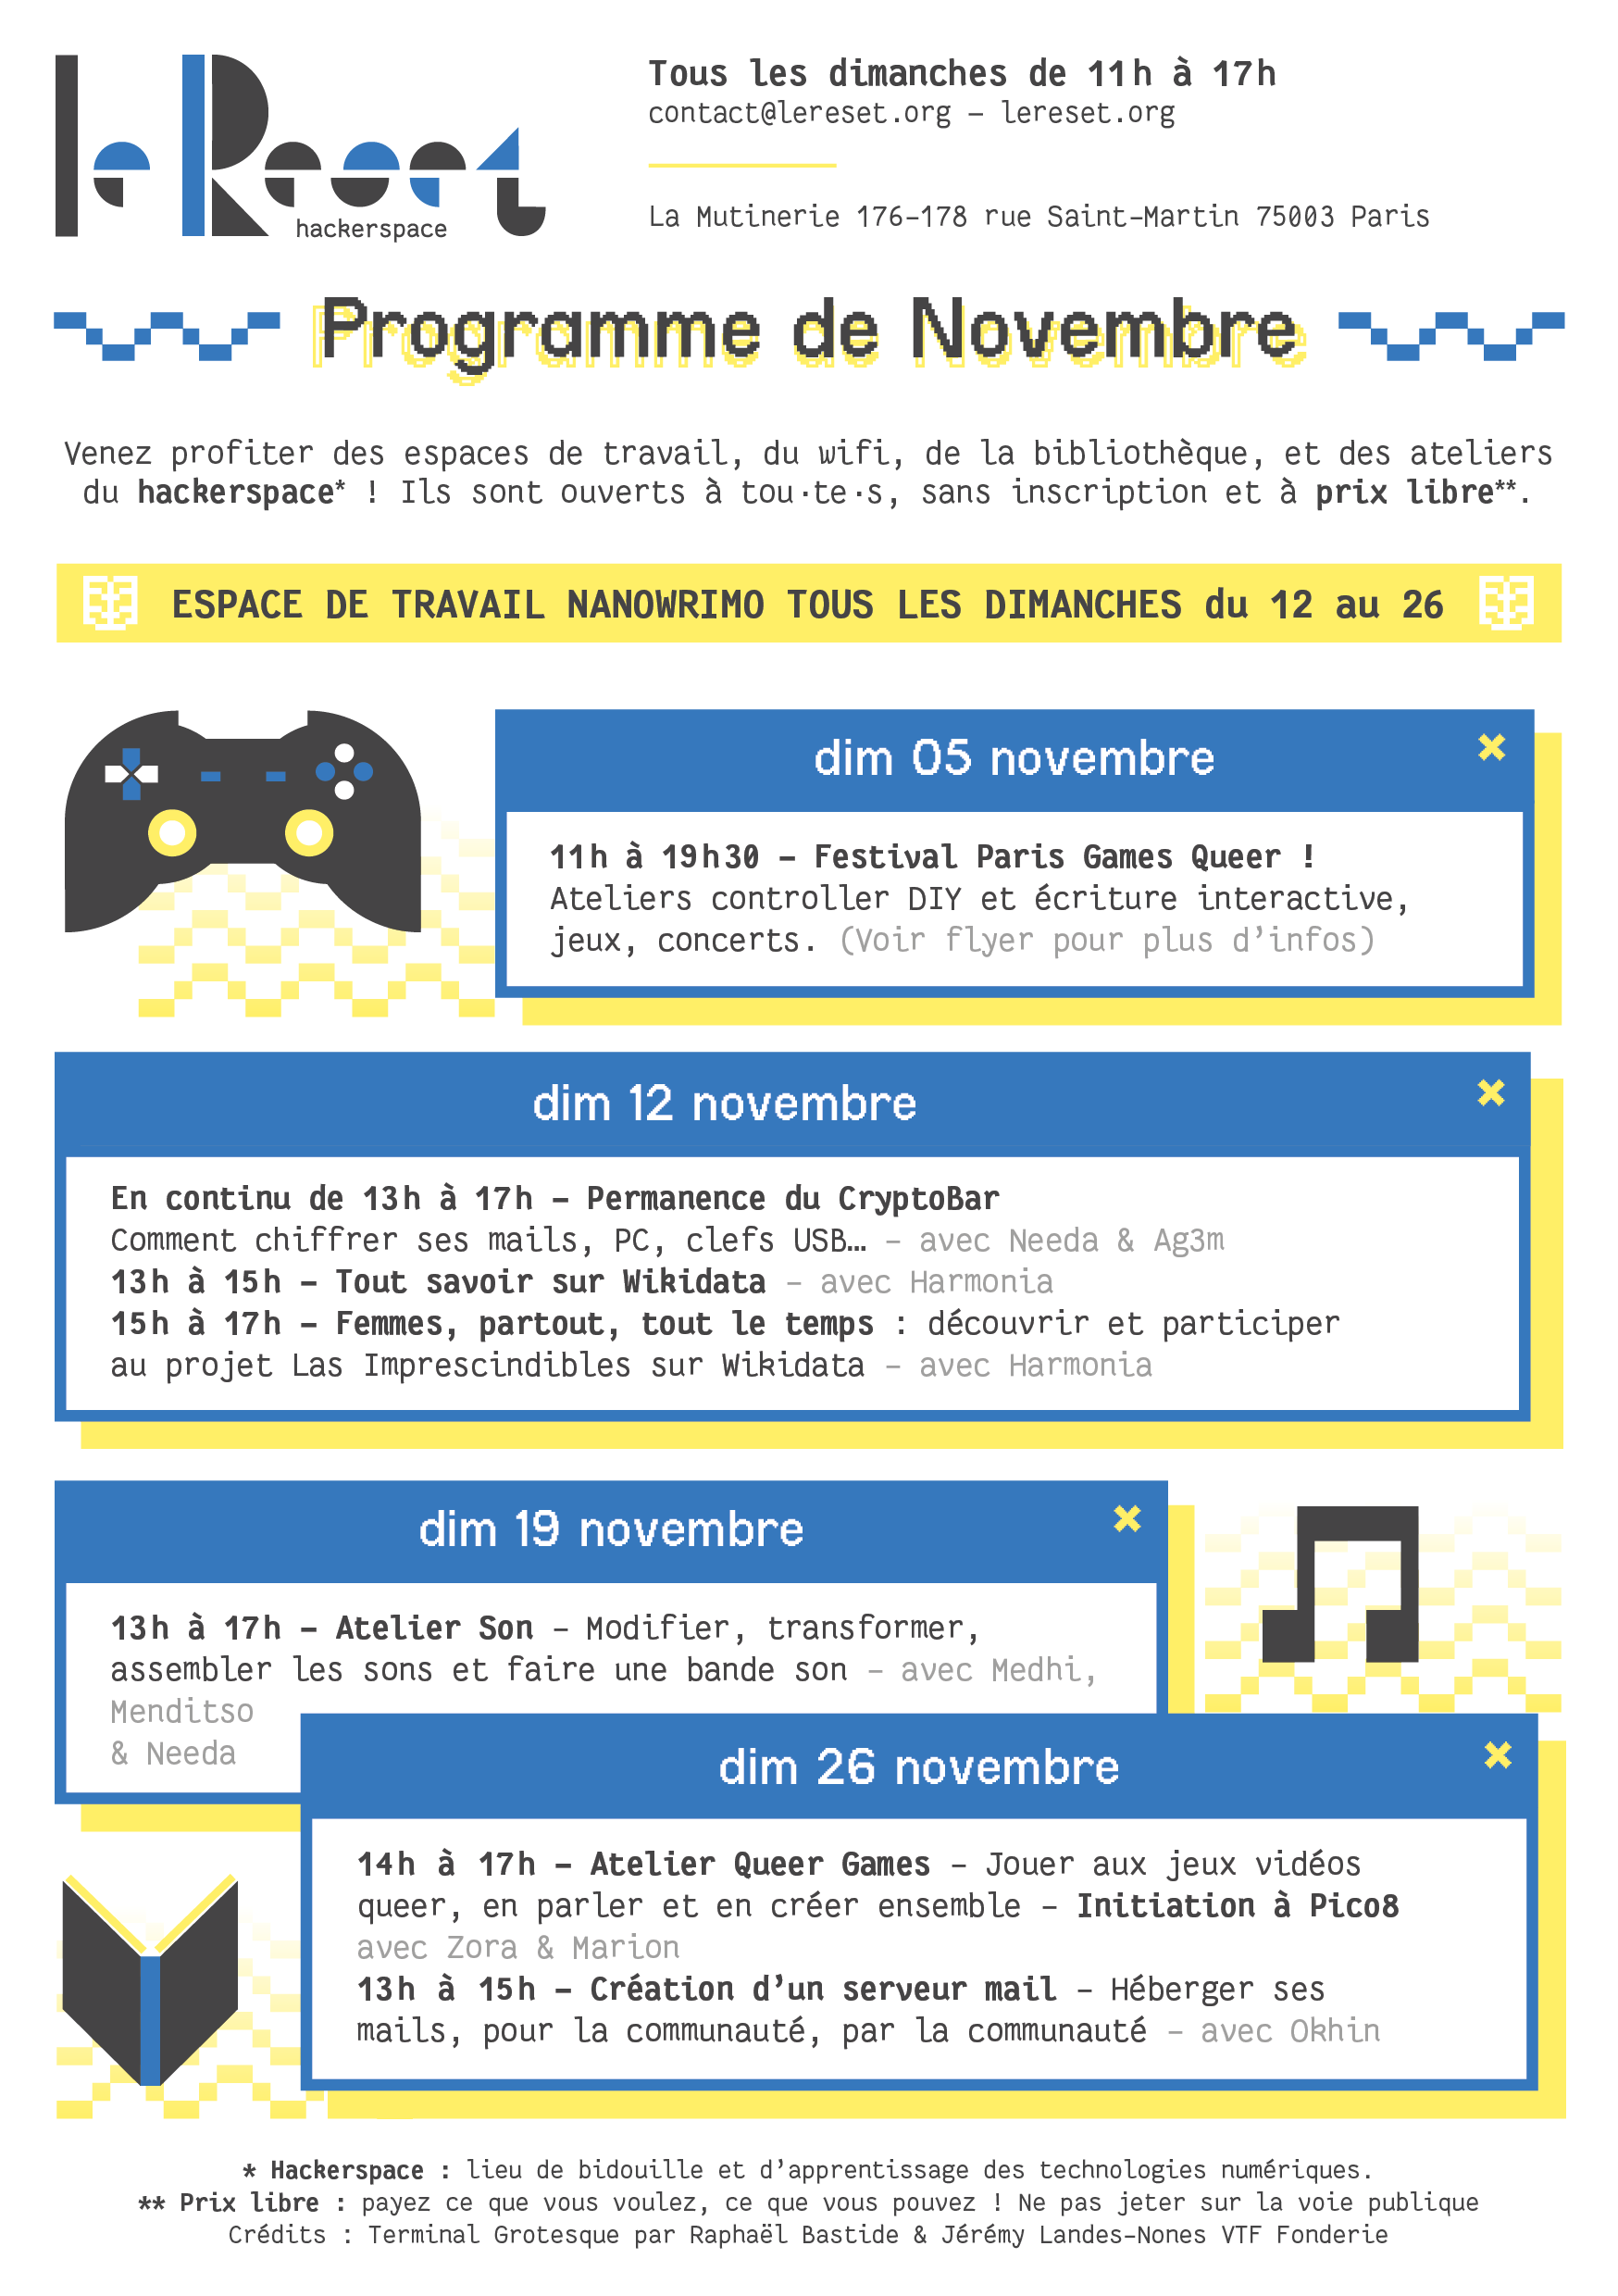 le Reset
hackerspace
Tous les dimanches de 11h à 17h
contact@lereset.org – lereset.org
La Mutinerie 176-178 rue Saint-Martin 75003 Paris
Programme de Novembre
Venez profiter des espaces de travail, du wifi, de la bibliothèque, et des ateliers
du hackerspace* ! Ils sont ouverts à tou·te·s, sans inscription et à prix libre**.
ESPACE DE TRAVAIL NANOWRIMO TOUS LES DIMANCHES du 12 au 26
dim 05 novembre
11h à 19h30 – Festival Paris Games Queer !
Ateliers controller DIY et écriture interactive,
jeux, concerts. (Voir flyer pour plus d’infos)
dim 12 novembre
En continu de 13h à 17h – Permanence du CryptoBar
Comment chiffrer ses mails, PC, clefs USB… – avec Needa & Ag3m
13h à 15h – Tout savoir sur Wikidata – avec Harmonia
15h à 17h – Femmes, partout, tout le temps : découvrir et participer
au projet Las Imprescindibles sur Wikidata – avec Harmonia
dim 19 novembre
13h à 17h – Atelier Son – Modifier, transformer,
assembler les sons et faire une bande son – avec Medhi,
Menditso
& Needa
dim 26 novembre
14h à 17h – Atelier Queer Games – Jouer aux jeux vidéos
queer, en parler et en créer ensemble – Initiation à Pico8
avec Zora & Marion
13h à 15h – Création d’un serveur mail – Héberger ses
mails, pour la communauté, par la communauté – avec Okhin
* Hackerspace : lieu de bidouille et d’apprentissage des technologies numériques.
** Prix libre : payez ce que vous voulez, ce que vous pouvez ! Ne pas jeter sur la voie publique
Crédits : Terminal Grotesque par Raphaël Bastide & Jérémy Landes-Nones VTF Fonderie